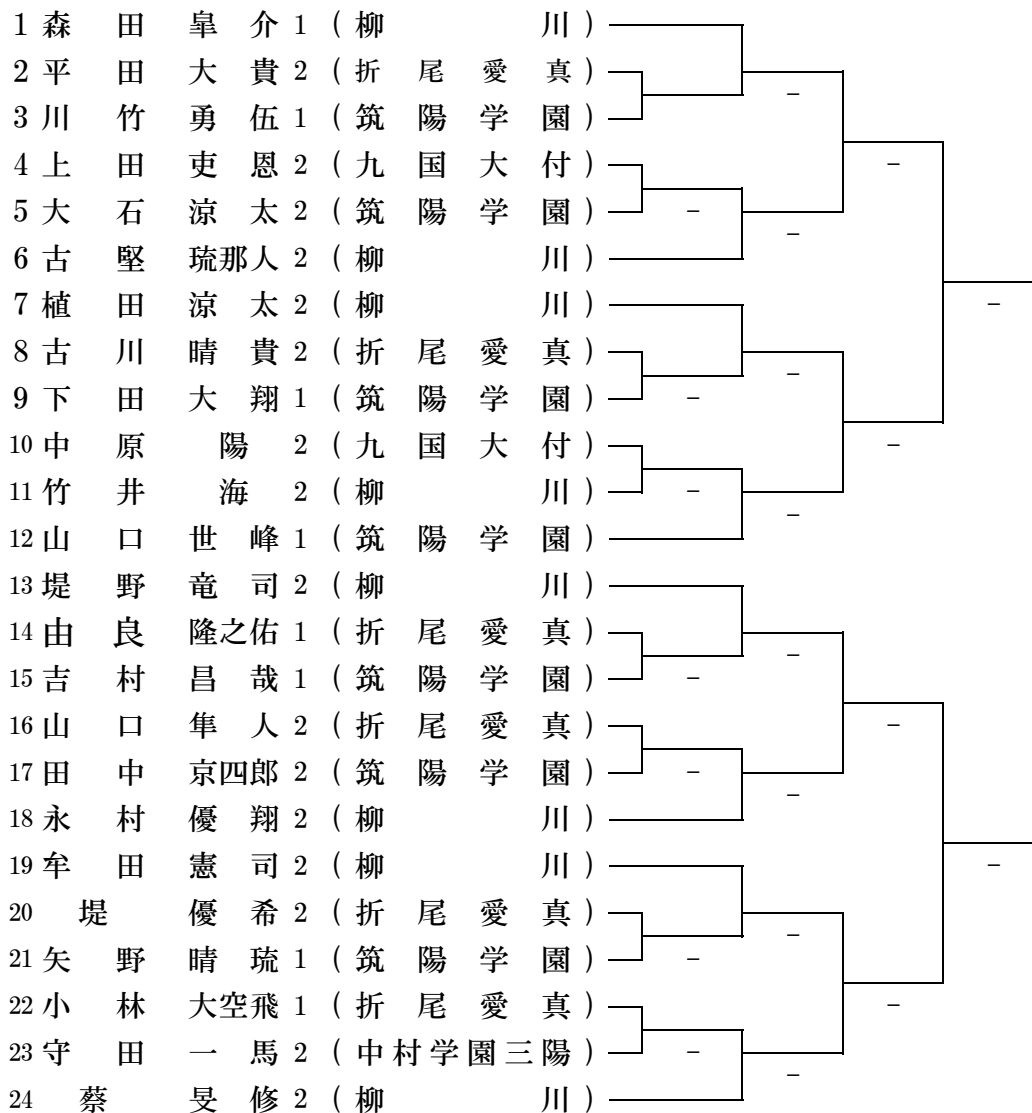 1 森田 皐介 1 (柳川)
2 平田 大貴 2 (折尾愛真)
–
3 川竹 勇伍 1 (筑陽学園)
4 上田 吏恩 2 (九国大付)
–
5 大石 涼太 2 (筑陽学園) –
–
6 古堅 琉那人 2 (柳川)
7 植田 涼太 2 (柳川)
–
8 古川 晴貴 2 (折尾愛真)
–
9 下田 大翔 1 (筑陽学園) –
10 中原 陽 2 (九国大付)
–
11 竹井 海 2 (柳川) –
–
12 山口 世峰 1 (筑陽学園)
13 堤野 竜司 2 (柳川)
14 由良 隆之佑 1 (折尾愛真)
–
15 吉村 昌哉 1 (筑陽学園) –
16 山口 隼人 2 (折尾愛真)
–
17 田中 京四郎 2 (筑陽学園) –
–
18 永村 優翔 2 (柳川)
19 牟田 憲司 2 (柳川)
–
20 堤 優希 2 (折尾愛真)
–
21 矢野 晴琉 1 (筑陽学園) –
22 小林 大空飛 1 (折尾愛真)
–
23 守田 一馬 2 (中村学園三陽) –
–
24 蔡 旻修 2 (柳川)